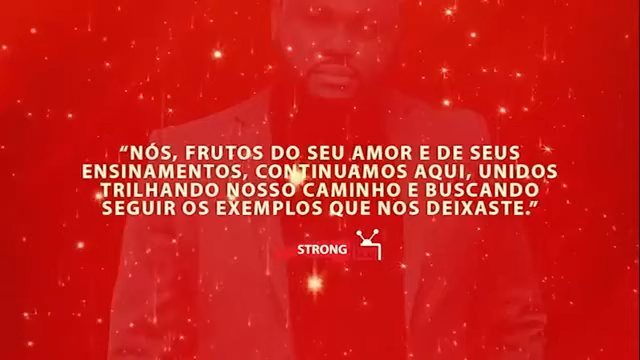 “NÓS, FRUTOS DO SEU AMOR E DE SEUS
ENSINAMENTOS, CONTINUAMOS AQUI, UNIDOS
TRILHANDO NOSSO CAMINHO E BUSCANDO
SEGUIR OS EXEMPLOS QUE NOS DEIXASTE.”
STRONG